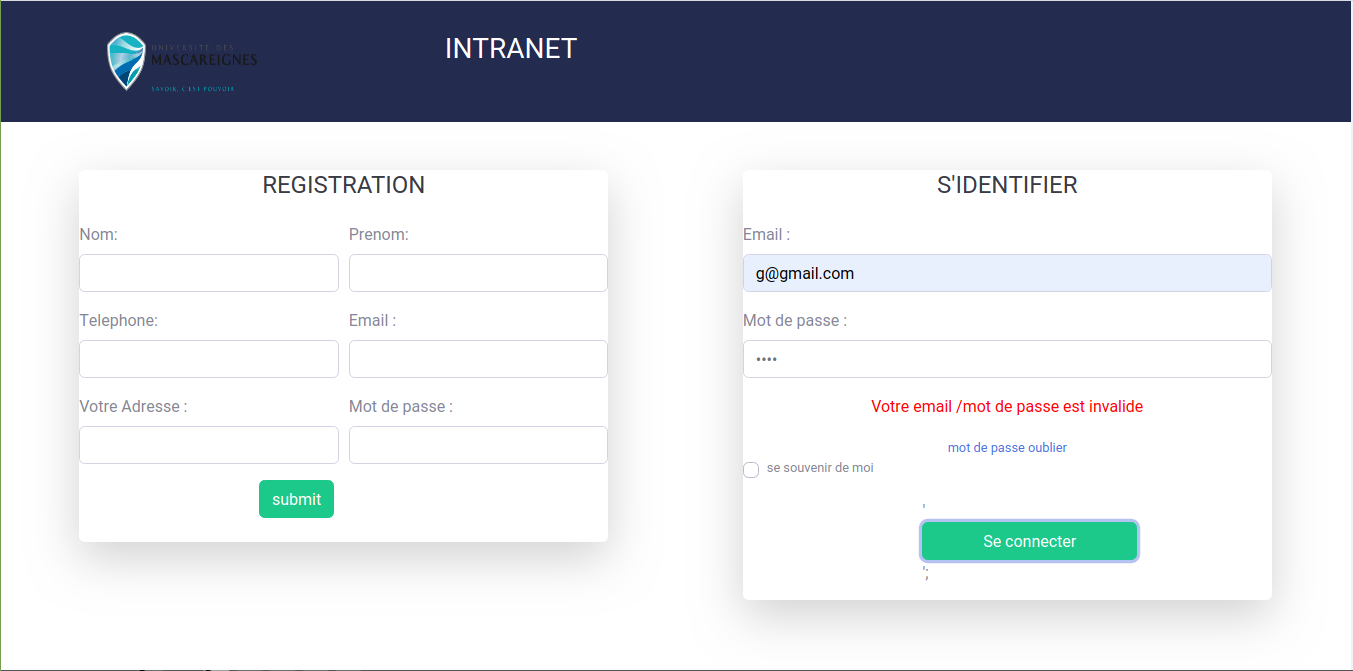 UNIVERSITÉ DES
MASCAREIGNES
SAVOIR, C'EST POUVOIR
INTRANET
REGISTRATION
Nom:
Prenom:
Telephone:
Email :
Votre Adresse :
Mot de passe :
submit
S'IDENTIFIER
Email :
g@gmail.com
Mot de passe :
••••
Votre email /mot de passe est invalide
mot de passe oublier
se souvenir de moi
'
Se connecter
';